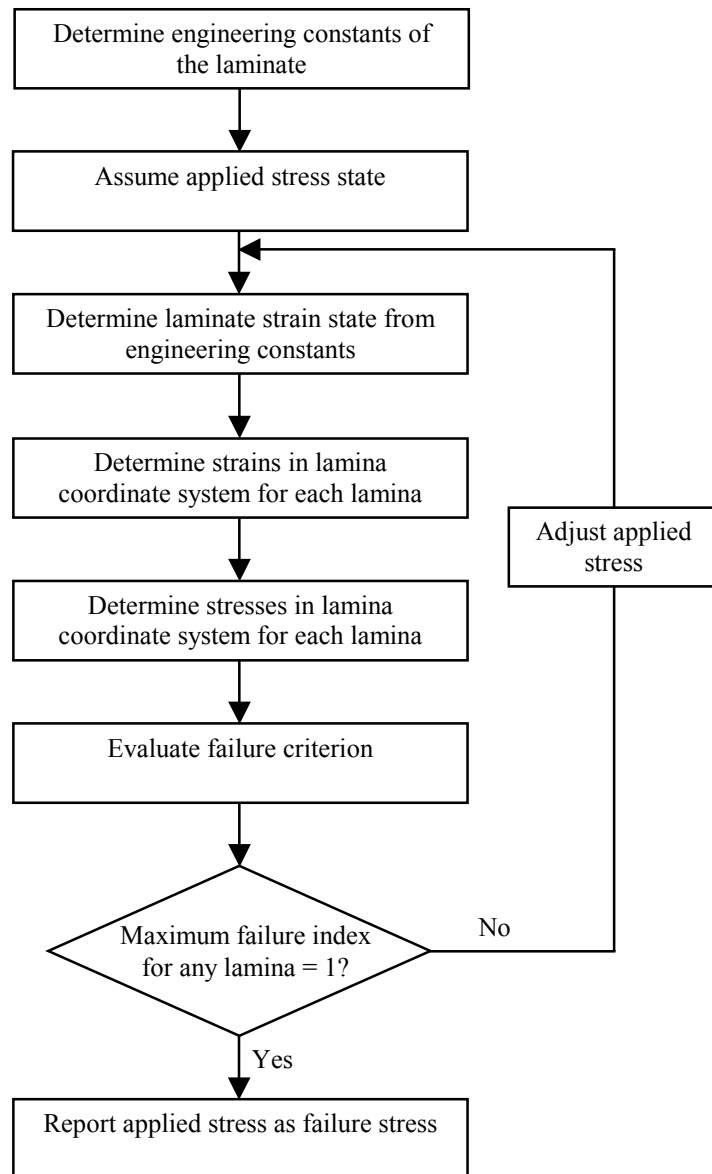 Determine engineering constants of
the laminate
Assume applied stress state
Determine laminate strain state from
engineering constants
Determine strains in lamina
coordinate system for each lamina
Adjust applied
stress
Determine stresses in lamina
coordinate system for each lamina
Evaluate failure criterion
Maximum failure index
for any lamina = 1?
No
Yes
Report applied stress as failure stress